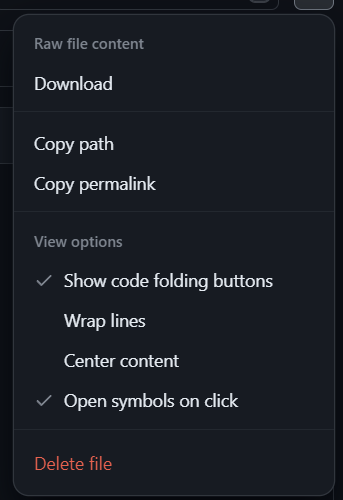 Raw file content
Download
Copy path
Copy permalink
View options
Show code folding buttons
Wrap lines
Center content
Open symbols on click
Delete file